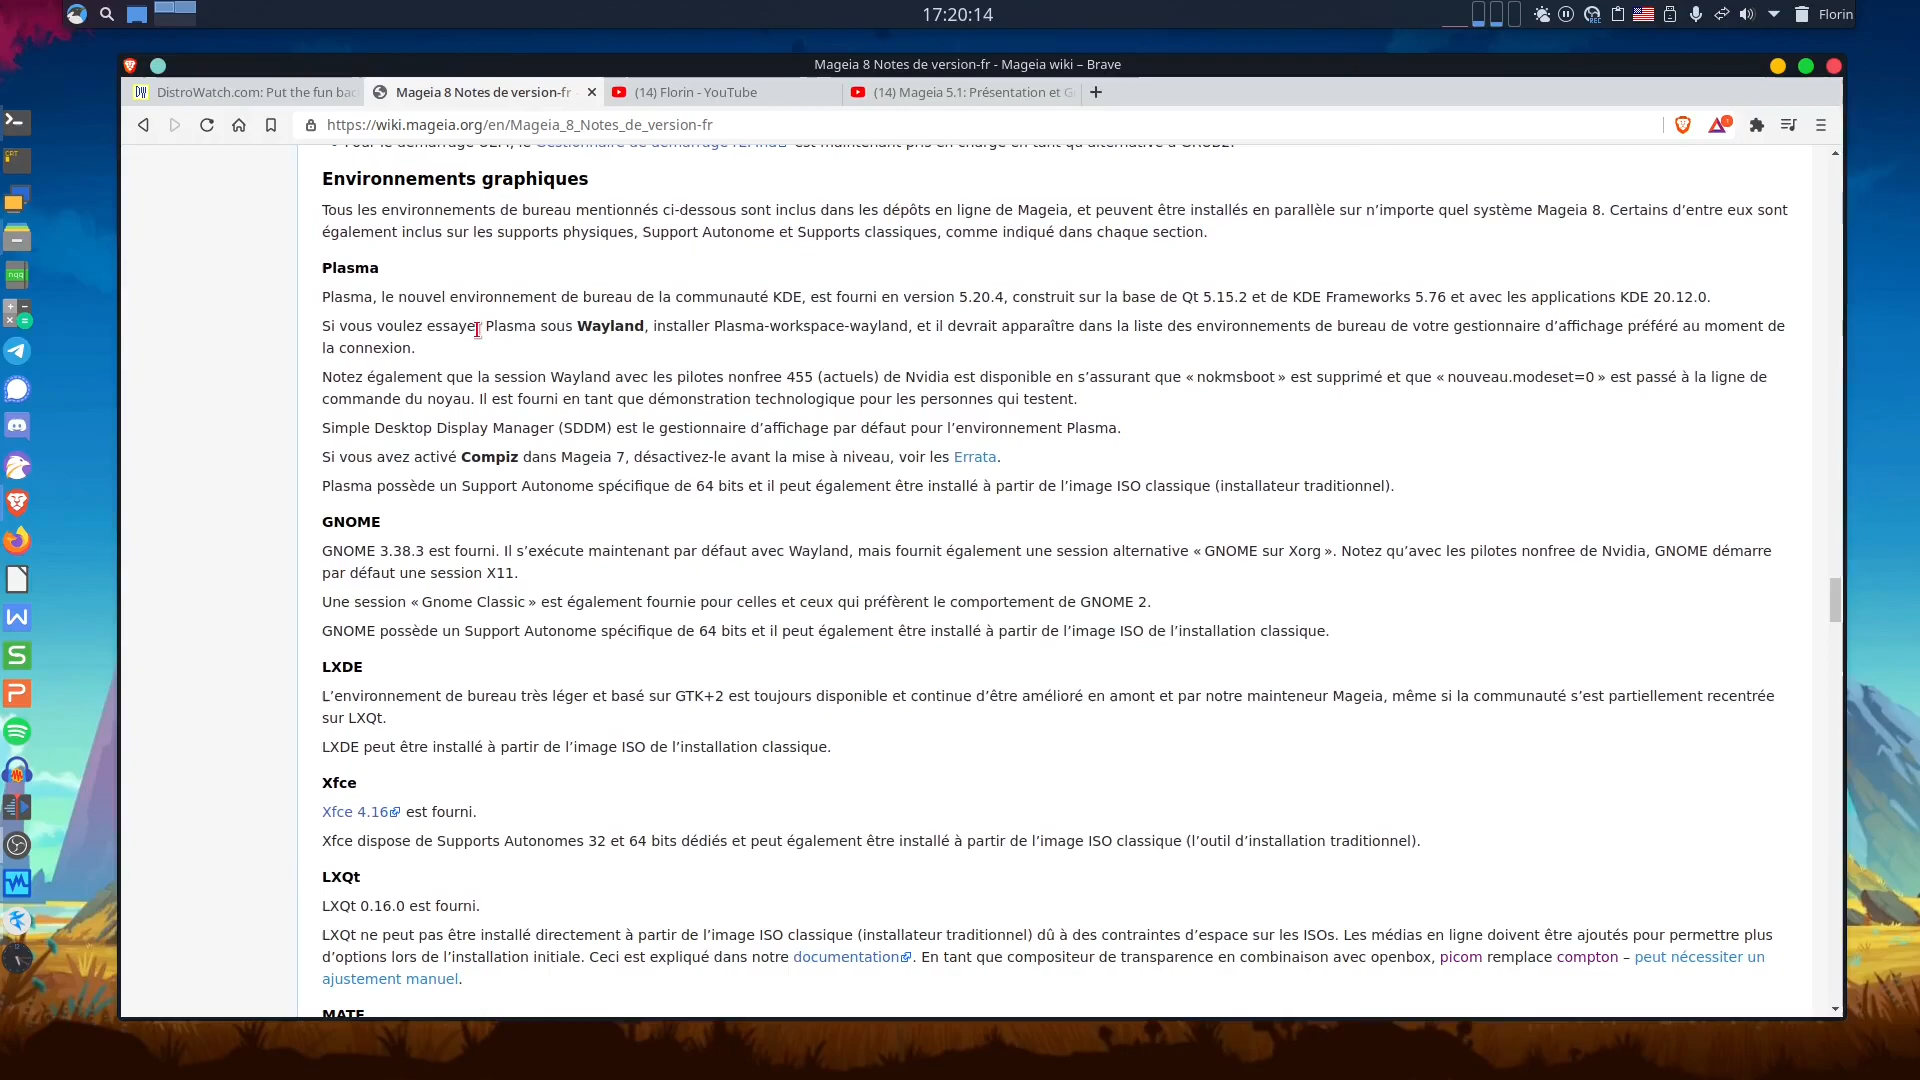 17:20:14
Florin
Mageia 8 Notes de version-fr - Mageia wiki – Brave
DistroWatch.com: Put the fun bac
Mageia 8 Notes de version-fr
(14) Florin - YouTube
(14) Mageia 5.1: Présentation et G
https://wiki.mageia.org/en/Mageia_8_Notes_de_version-fr
Environnements graphiques
Tous les environnements de bureau mentionnés ci-dessous sont inclus dans les dépôts en ligne de Mageia, et peuvent être installés en parallèle sur n’importe quel système Mageia 8. Certains d’entre eux sont
également inclus sur les supports physiques, Support Autonome et Supports classiques, comme indiqué dans chaque section.
Plasma
Plasma, le nouvel environnement de bureau de la communauté KDE, est fourni en version 5.20.4, construit sur la base de Qt 5.15.2 et de KDE Frameworks 5.76 et avec les applications KDE 20.12.0.
Si vous voulez essayer Plasma sous Wayland, installer Plasma-workspace-wayland, et il devrait apparaître dans la liste des environnements de bureau de votre gestionnaire d’affichage préféré au moment de
la connexion.
Notez également que la session Wayland avec les pilotes nonfree 455 (actuels) de Nvidia est disponible en s’assurant que « nokmsboot » est supprimé et que « nouveau.modeset=0 » est passé à la ligne de
commande du noyau. Il est fourni en tant que démonstration technologique pour les personnes qui testent.
Simple Desktop Display Manager (SDDM) est le gestionnaire d’affichage par défaut pour l’environnement Plasma.
Si vous avez activé Compiz dans Mageia 7, désactivez-le avant la mise à niveau, voir les Errata.
Plasma possède un Support Autonome spécifique de 64 bits et il peut également être installé à partir de l’image ISO classique (installateur traditionnel).
GNOME
GNOME 3.38.3 est fourni. Il s’exécute maintenant par défaut avec Wayland, mais fournit également une session alternative « GNOME sur Xorg ». Notez qu’avec les pilotes nonfree de Nvidia, GNOME démarre
par défaut une session X11.
Une session « Gnome Classic » est également fournie pour celles et ceux qui préfèrent le comportement de GNOME 2.
GNOME possède un Support Autonome spécifique de 64 bits et il peut également être installé à partir de l’image ISO de l’installation classique.
LXDE
L’environnement de bureau très léger et basé sur GTK+2 est toujours disponible et continue d’être amélioré en amont et par notre mainteneur Mageia, même si la communauté s’est partiellement recentrée
sur LXQt.
LXDE peut être installé à partir de l’image ISO de l’installation classique.
Xfce
Xfce 4.16 est fourni.
Xfce dispose de Supports Autonomes 32 et 64 bits dédiés et peut également être installé à partir de l’image ISO classique (l’outil d’installation traditionnel).
LXQt
LXQt 0.16.0 est fourni.
LXQt ne peut pas être installé directement à partir de l’image ISO classique (installateur traditionnel) dû à des contraintes d’espace sur les ISOs. Les médias en ligne doivent être ajoutés pour permettre plus
d’options lors de l’installation initiale. Ceci est expliqué dans notre documentation. En tant que compositeur de transparence en combinaison avec openbox, picom remplace compton – peut nécessiter un
ajustement manuel.
MATE